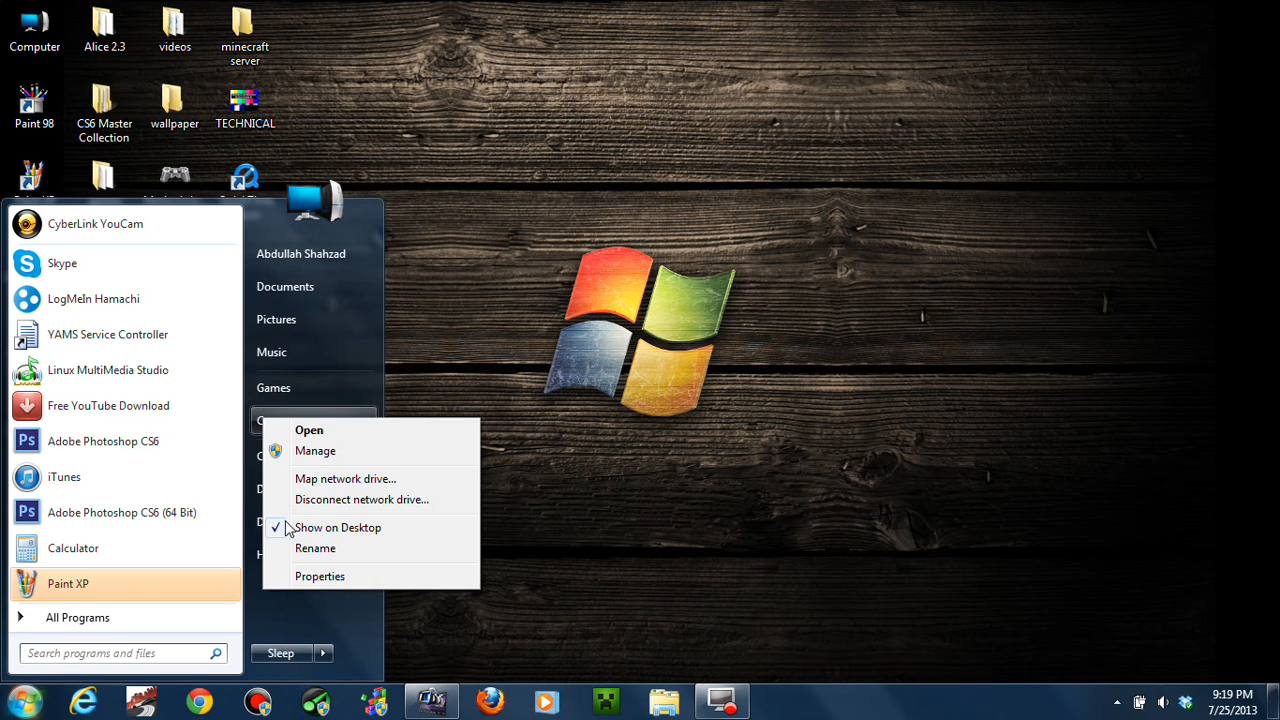 Computer
Alice 2.3
videos
minecraft
server
Paint 98
CS6 Master
Collection
wallpaper
TECHNICAL
CyberLink YouCam
Skype
LogMeIn Hamachi
YAMS Service Controller
Linux MultiMedia Studio
Free YouTube Download
Ps Adobe Photoshop CS6
iTunes
Ps Adobe Photoshop CS6 (64 Bit)
Calculator
Paint XP
All Programs
Search programs and files
Abdullah Shahzad
Documents
Pictures
Music
Games
Open
Manage
Map network drive...
Disconnect network drive...
Show on Desktop
Rename
Properties
Sleep
9:19 PM
7/25/2013